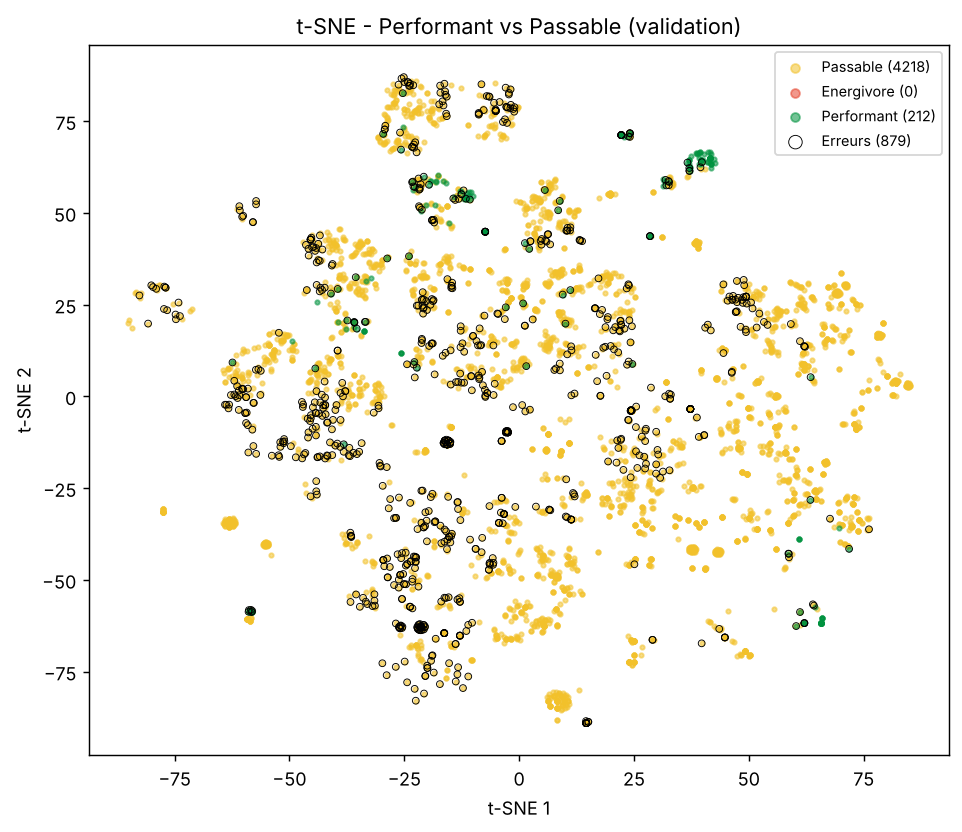 t-SNE - Performant vs Passable (validation)
Passable (4218)
Energivore (0)
Performant (212)
Erreurs (879)
75
50
25
0
−25
−50
−75
t-SNE 2
−75 −50 −25 0 25 50 75
t-SNE 1